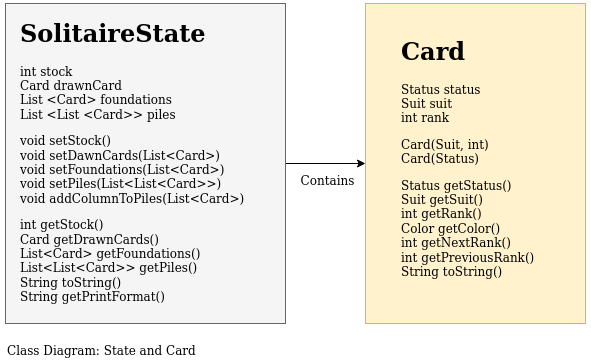 SolitaireState
int stock
Card drawnCard
List <Card> foundations
List <List <Card>> piles
void setStock()
void setDawnCards(List<Card>)
void setFoundations(List<Card)
void setPiles(List<List<Card>>)
void addColumnToPiles(List<Card>)
int getStock()
Card getDrawnCards()
List<Card> getFoundations()
List<List<Card>> getPiles()
String toString()
String getPrintFormat()
Contains
Card
Status status
Suit suit
int rank
Card(Suit, int)
Card(Status)
Status getStatus()
Suit getSuit()
int getRank()
Color getColor()
int getNextRank()
int getPreviousRank()
String toString()
Class Diagram: State and Card